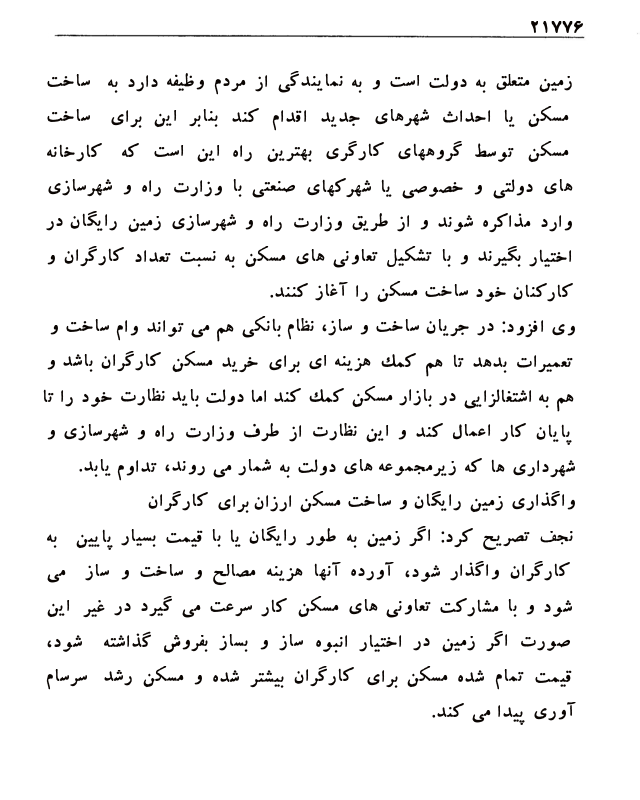 ۲۱۷۷۶
زمین متعلق به دولت است و به نمایندگی از مردم وظیفه دارد به ساخت
مسکن یا احداث شهرهای جدید اقدام کند بنابر این برای ساخت
مسکن توسط گروههای کارگری بهترین راه این است که کارخانه
های دولتی و خصوصی یا شهرکهای صنعتی با وزارت راه و شهرسازی
وارد مذاکره شوند و از طریق وزارت راه و شهرسازی زمین رایگان در
اختیار بگیرند و با تشکیل تعاونی های مسکن به نسبت تعداد کارگران و
کارکنان خود ساخت مسکن را آغاز کنند.
وی افزود: در جریان ساخت و ساز، نظام بانکی هم می تواند وام ساخت و
تعمیرات بدهد تا هم کمك هزینه ای برای خرید مسکن کارگران باشد و
هم به اشتغالزایی در بازار مسکن کمك کند اما دولت باید نظارت خود را تا
پایان کار اعمال کند و این نظارت از طرف وزارت راه و شهرسازی و
شهرداری ها که زیرمجموعه های دولت به شمار می روند، تداوم یابد.
واگذاری زمین رایگان و ساخت مسکن ارزان برای کارگران
نجف تصریح کرد: اگر زمین به طور رایگان یا با قیمت بسیار پایین به
کارگران واگذار شود، آورده آنها هزینه مصالح و ساخت و ساز می
شود و با مشارکت تعاونی های مسکن کار سرعت می گیرد در غیر این
صورت اگر زمین در اختیار انبوه ساز و بساز بفروش گذاشته شود،
قیمت تمام شده مسکن برای کارگران بیشتر شده و مسکن رشد سرسام
آوری پیدا می کند.